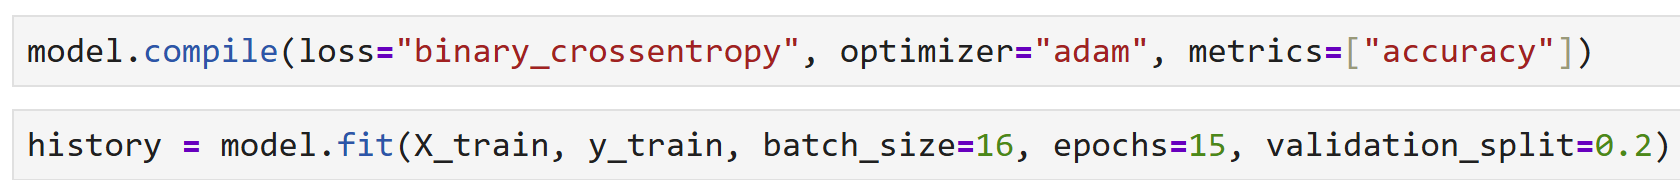 model.compile(loss="binary_crossentropy", optimizer="adam", metrics=["accuracy"])
history = model.fit(X_train, y_train, batch_size=16, epochs=15, validation_split=0.2)